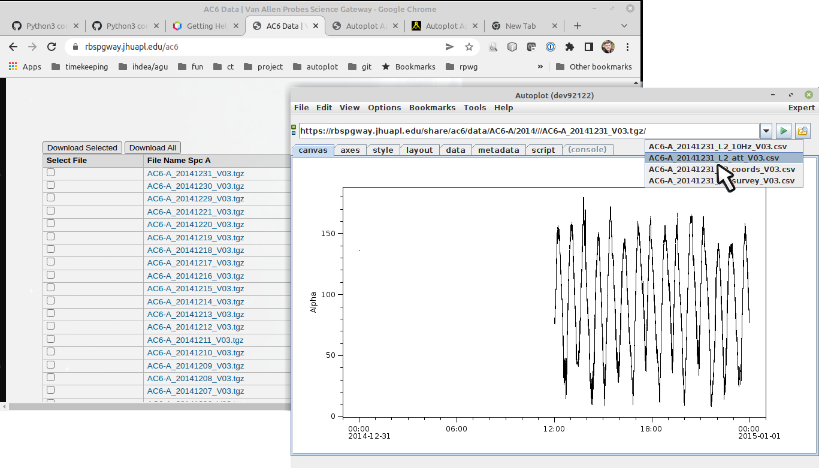 AC6 Data | Van Allen Probes Science Gateway - Google Chrome
Python3 co
Python3 co
Getting He
AC6 Data |
Autoplot - A
Autoplot A
New Tab
rbspgway.jhuapl.edu/ac6
Apps
timekeeping
ihdea/agu
fun
ct
project
autoplot
git
Bookmarks
rpwg
»
Other bookmarks
Download Selected
Download All
Select File
File Name Spc A
AC6-A_20141231_V03.tgz
AC6-A_20141230_V03.tgz
AC6-A_20141229_V03.tgz
AC6-A_20141221_V03.tgz
AC6-A_20141220_V03.tgz
AC6-A_20141219_V03.tgz
AC6-A_20141218_V03.tgz
AC6-A_20141217_V03.tgz
AC6-A_20141216_V03.tgz
AC6-A_20141215_V03.tgz
AC6-A_20141214_V03.tgz
AC6-A_20141213_V03.tgz
AC6-A_20141212_V03.tgz
AC6-A_20141211_V03.tgz
AC6-A_20141210_V03.tgz
AC6-A_20141209_V03.tgz
AC6-A_20141208_V03.tgz
AC6-A_20141207_V03.tgz
Autoplot (dev92122)
File Edit View Options Bookmarks Tools Help
Expert
https://rbspgway.jhuapl.edu/share/ac6/data/AC6-A/2014///AC6-A_20141231_V03.tgz/
canvas
axes
style
layout
data
metadata
script
(console)
AC6-A_20141231_L2_10Hz_V03.csv
AC6-A_20141231_L2_att_V03.csv
AC6-A_20141231 coords_V03.csv
AC6-A_20141231 survey_V03.csv
150
100
50
0
Alpha
00:00
2014-12-31
06:00
12:00
18:00
00:00
2015-01-01